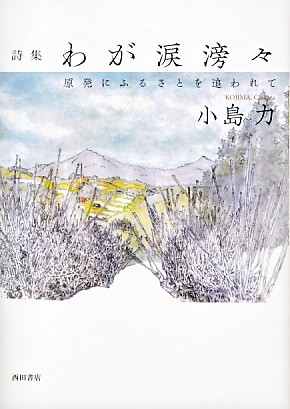 詩集 わが涙滂々
原発にふるさとを追われて
KOJIMA, Chikara
小島 力
西田書店